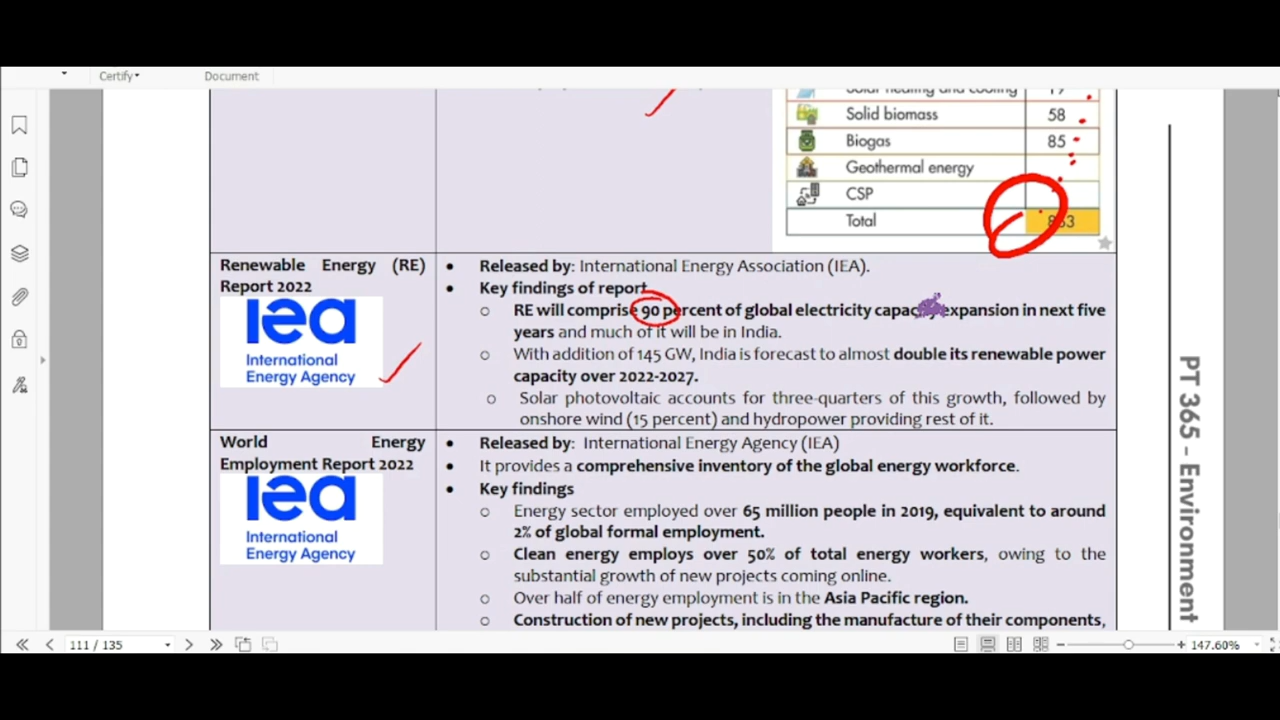 Certify
Document
Solar heating and cooling
Solid biomass 58
Biogas 85
Geothermal energy
CSP
Total 863
Renewable Energy (RE)
Report 2022
iea
International
Energy Agency
• Released by: International Energy Association (IEA).
• Key findings of report
o RE will comprise 90 percent of global electricity capacity expansion in next five
years and much of it will be in India.
o With addition of 145 GW, India is forecast to almost double its renewable power
capacity over 2022-2027.
o Solar photovoltaic accounts for three-quarters of this growth, followed by
onshore wind (15 percent) and hydropower providing rest of it.
World Energy
Employment Report 2022
iea
International
Energy Agency
• Released by: International Energy Agency (IEA)
• It provides a comprehensive inventory of the global energy workforce.
• Key findings
o Energy sector employed over 65 million people in 2019, equivalent to around
2% of global formal employment.
o Clean energy employs over 50% of total energy workers, owing to the
substantial growth of new projects coming online.
o Over half of energy employment is in the Asia Pacific region.
o Construction of new projects, including the manufacture of their components,
PT 365 - Environment
111 / 135
147.60%